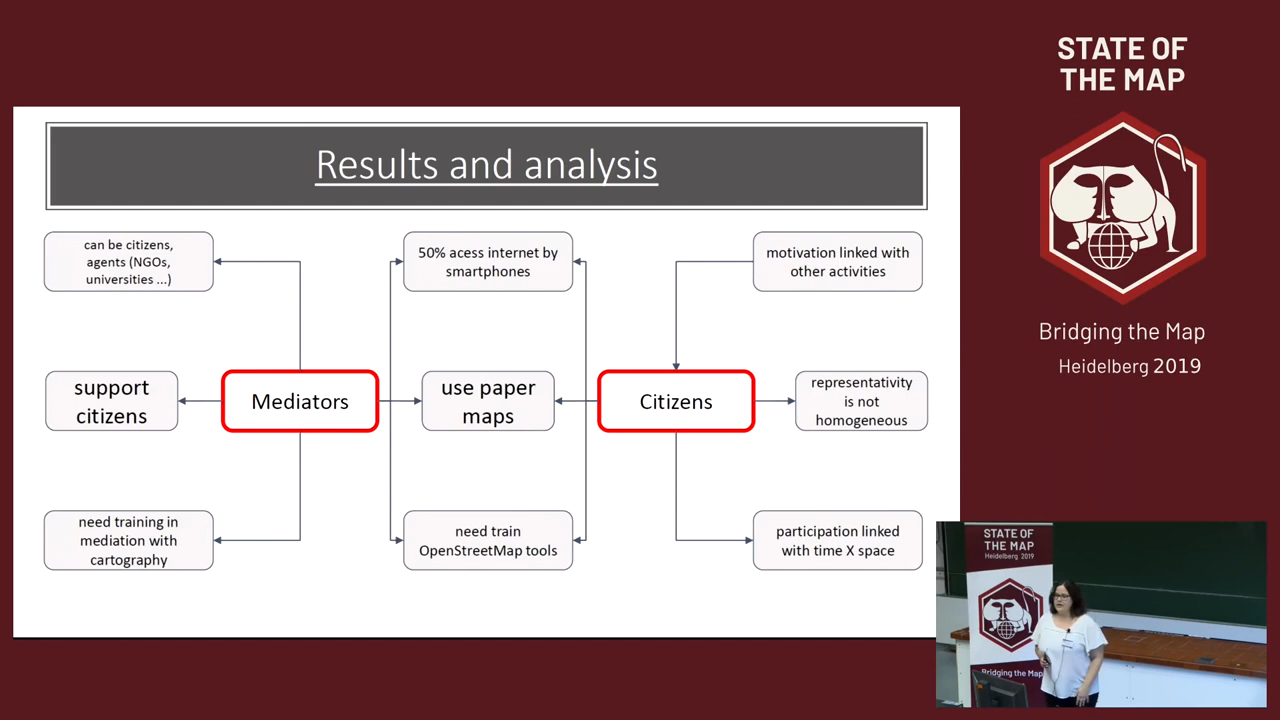 STATE OF
THE MAP
Bridging the Map
Heidelberg 2019
Results and analysis
can be citizens,
agents (NGOs,
universities ...)
50% acess internet by
smartphones
motivation linked with
other activities
support
citizens
Mediators
use paper
maps
Citizens
representativity
is not
homogeneous
need training in
mediation with
cartography
need train
OpenStreetMap tools
participation linked
with time X space
STATE OF
THE MAP
Heidelberg 2019
Bridging the Map